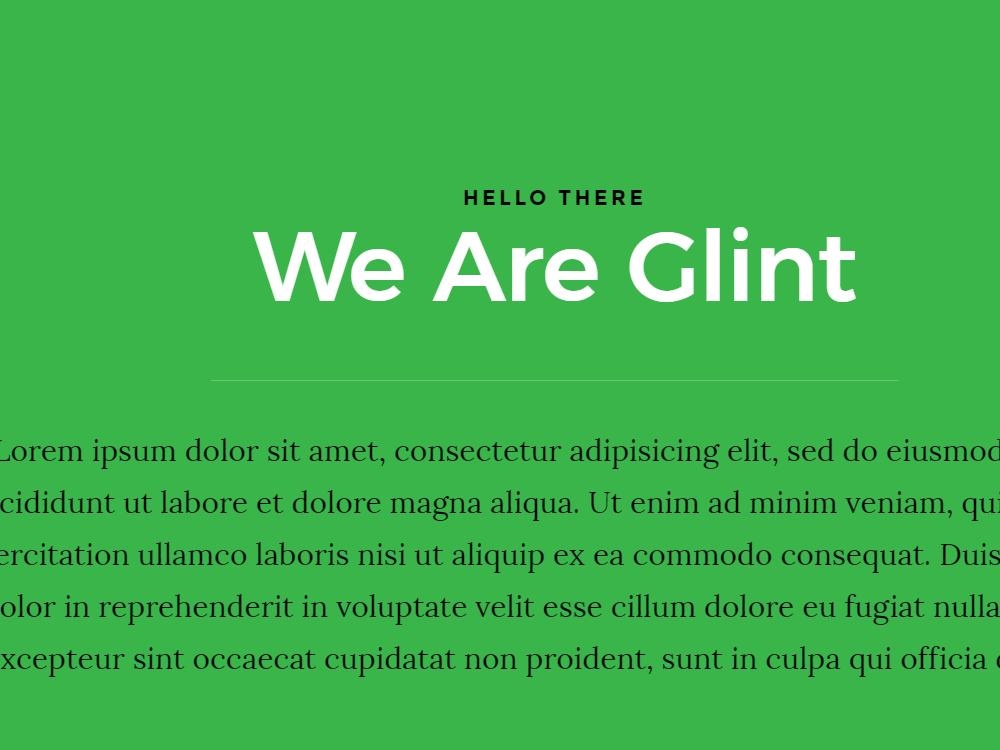 HELLO THERE
We Are Glint
Lorem ipsum dolor sit amet, consectetur adipisicing elit, sed do eiusmod
cididunt ut labore et dolore magna aliqua. Ut enim ad minim veniam, qui
ercitation ullamco laboris nisi ut aliquip ex ea commodo consequat. Duis
olor in reprehenderit in voluptate velit esse cillum dolore eu fugiat nulla
xcepteur sint occaecat cupidatat non proident, sunt in culpa qui officia